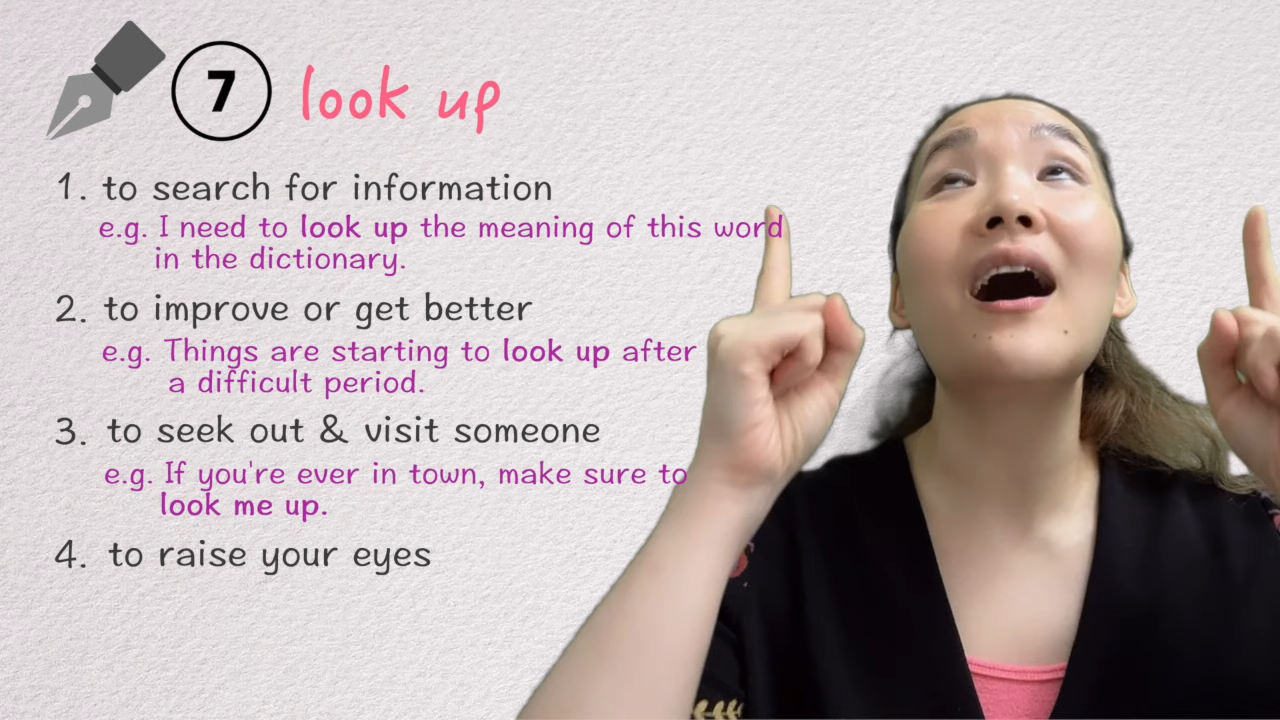 7 look up
1. to search for information
e.g. I need to look up the meaning of this word
in the dictionary.
2. to improve or get better
e.g. Things are starting to look up after
a difficult period.
3. to seek out & visit someone
e.g. If you're ever in town, make sure to
look me up.
4. to raise your eyes